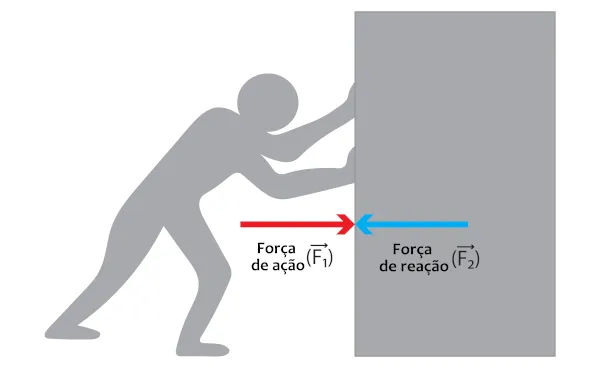 Força
de ação (F₁)
Força
de reação (F₂)